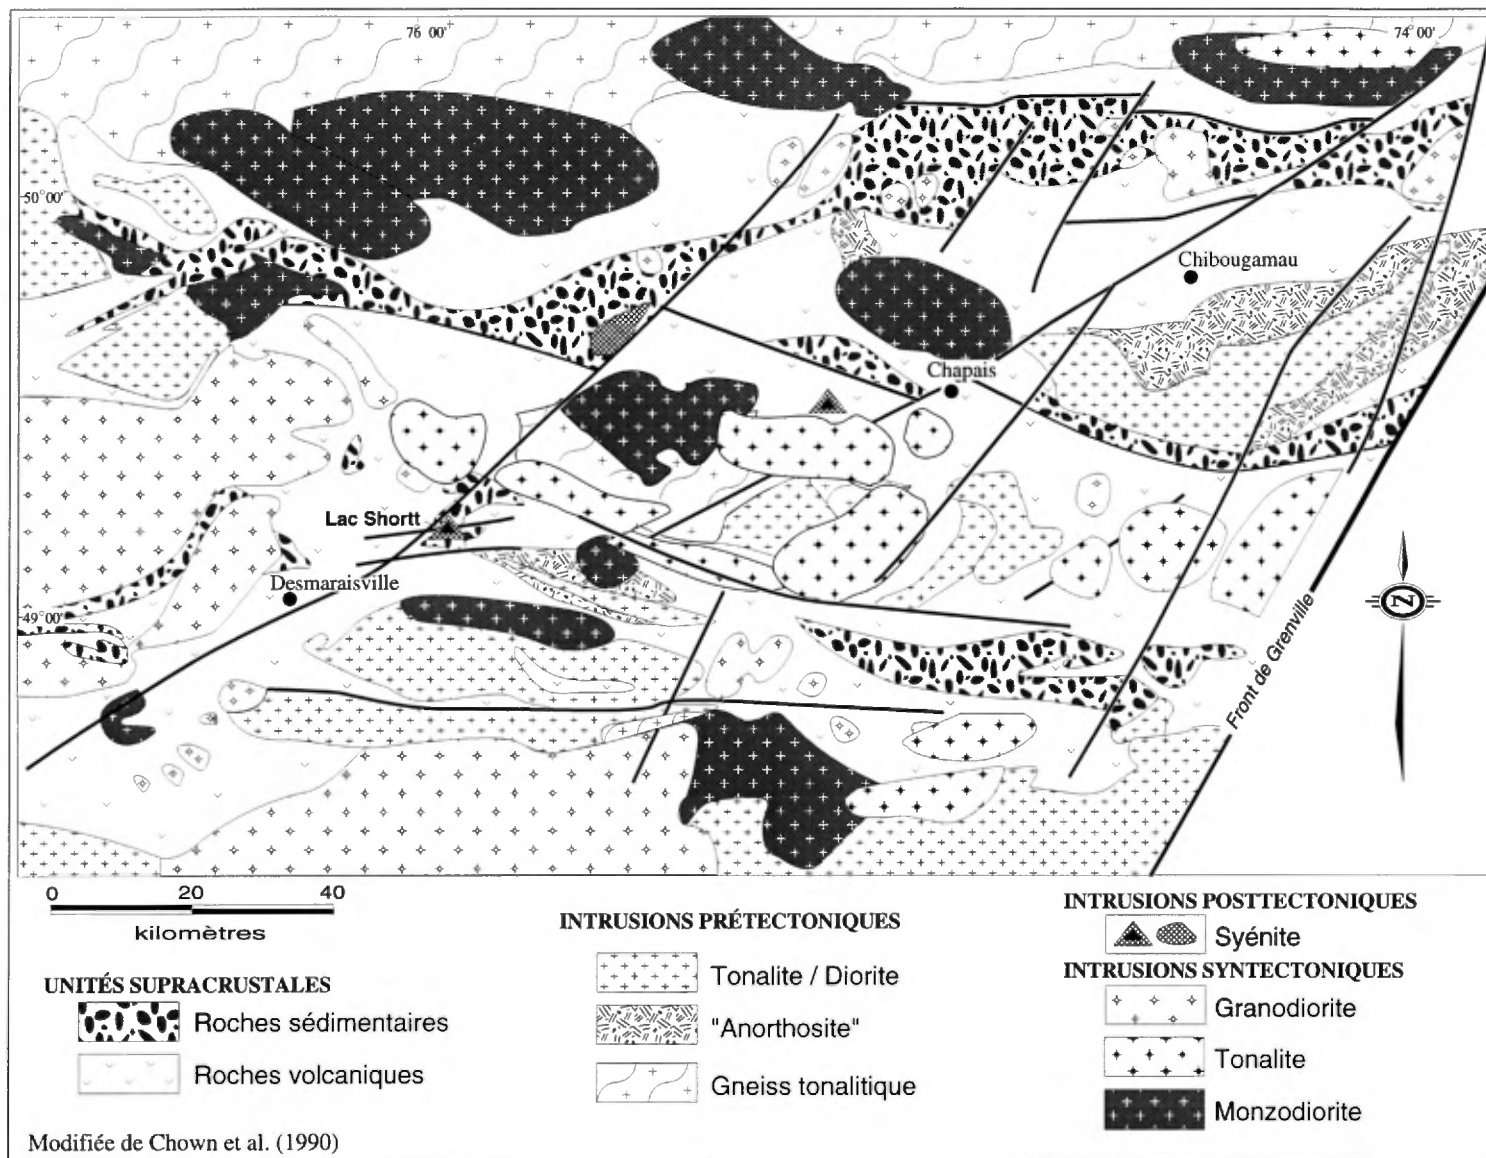 76°00'
74°00'
50°00'
Chibougamau
Chapais
Lac Shortt
Desmaraisville
49°00'
Front de Grenville
N
0 20 40
kilomètres
UNITÉS SUPRACRUSTALES
Roches sédimentaires
Roches volcaniques
INTRUSIONS PRÉTECTONIQUES
Tonalite / Diorite
"Anorthosite"
Gneiss tonalitique
INTRUSIONS POSTTECTONIQUES
Syénite
INTRUSIONS SYNTECTONIQUES
Granodiorite
Tonalite
Monzodiorite
Modifiée de Chown et al. (1990)